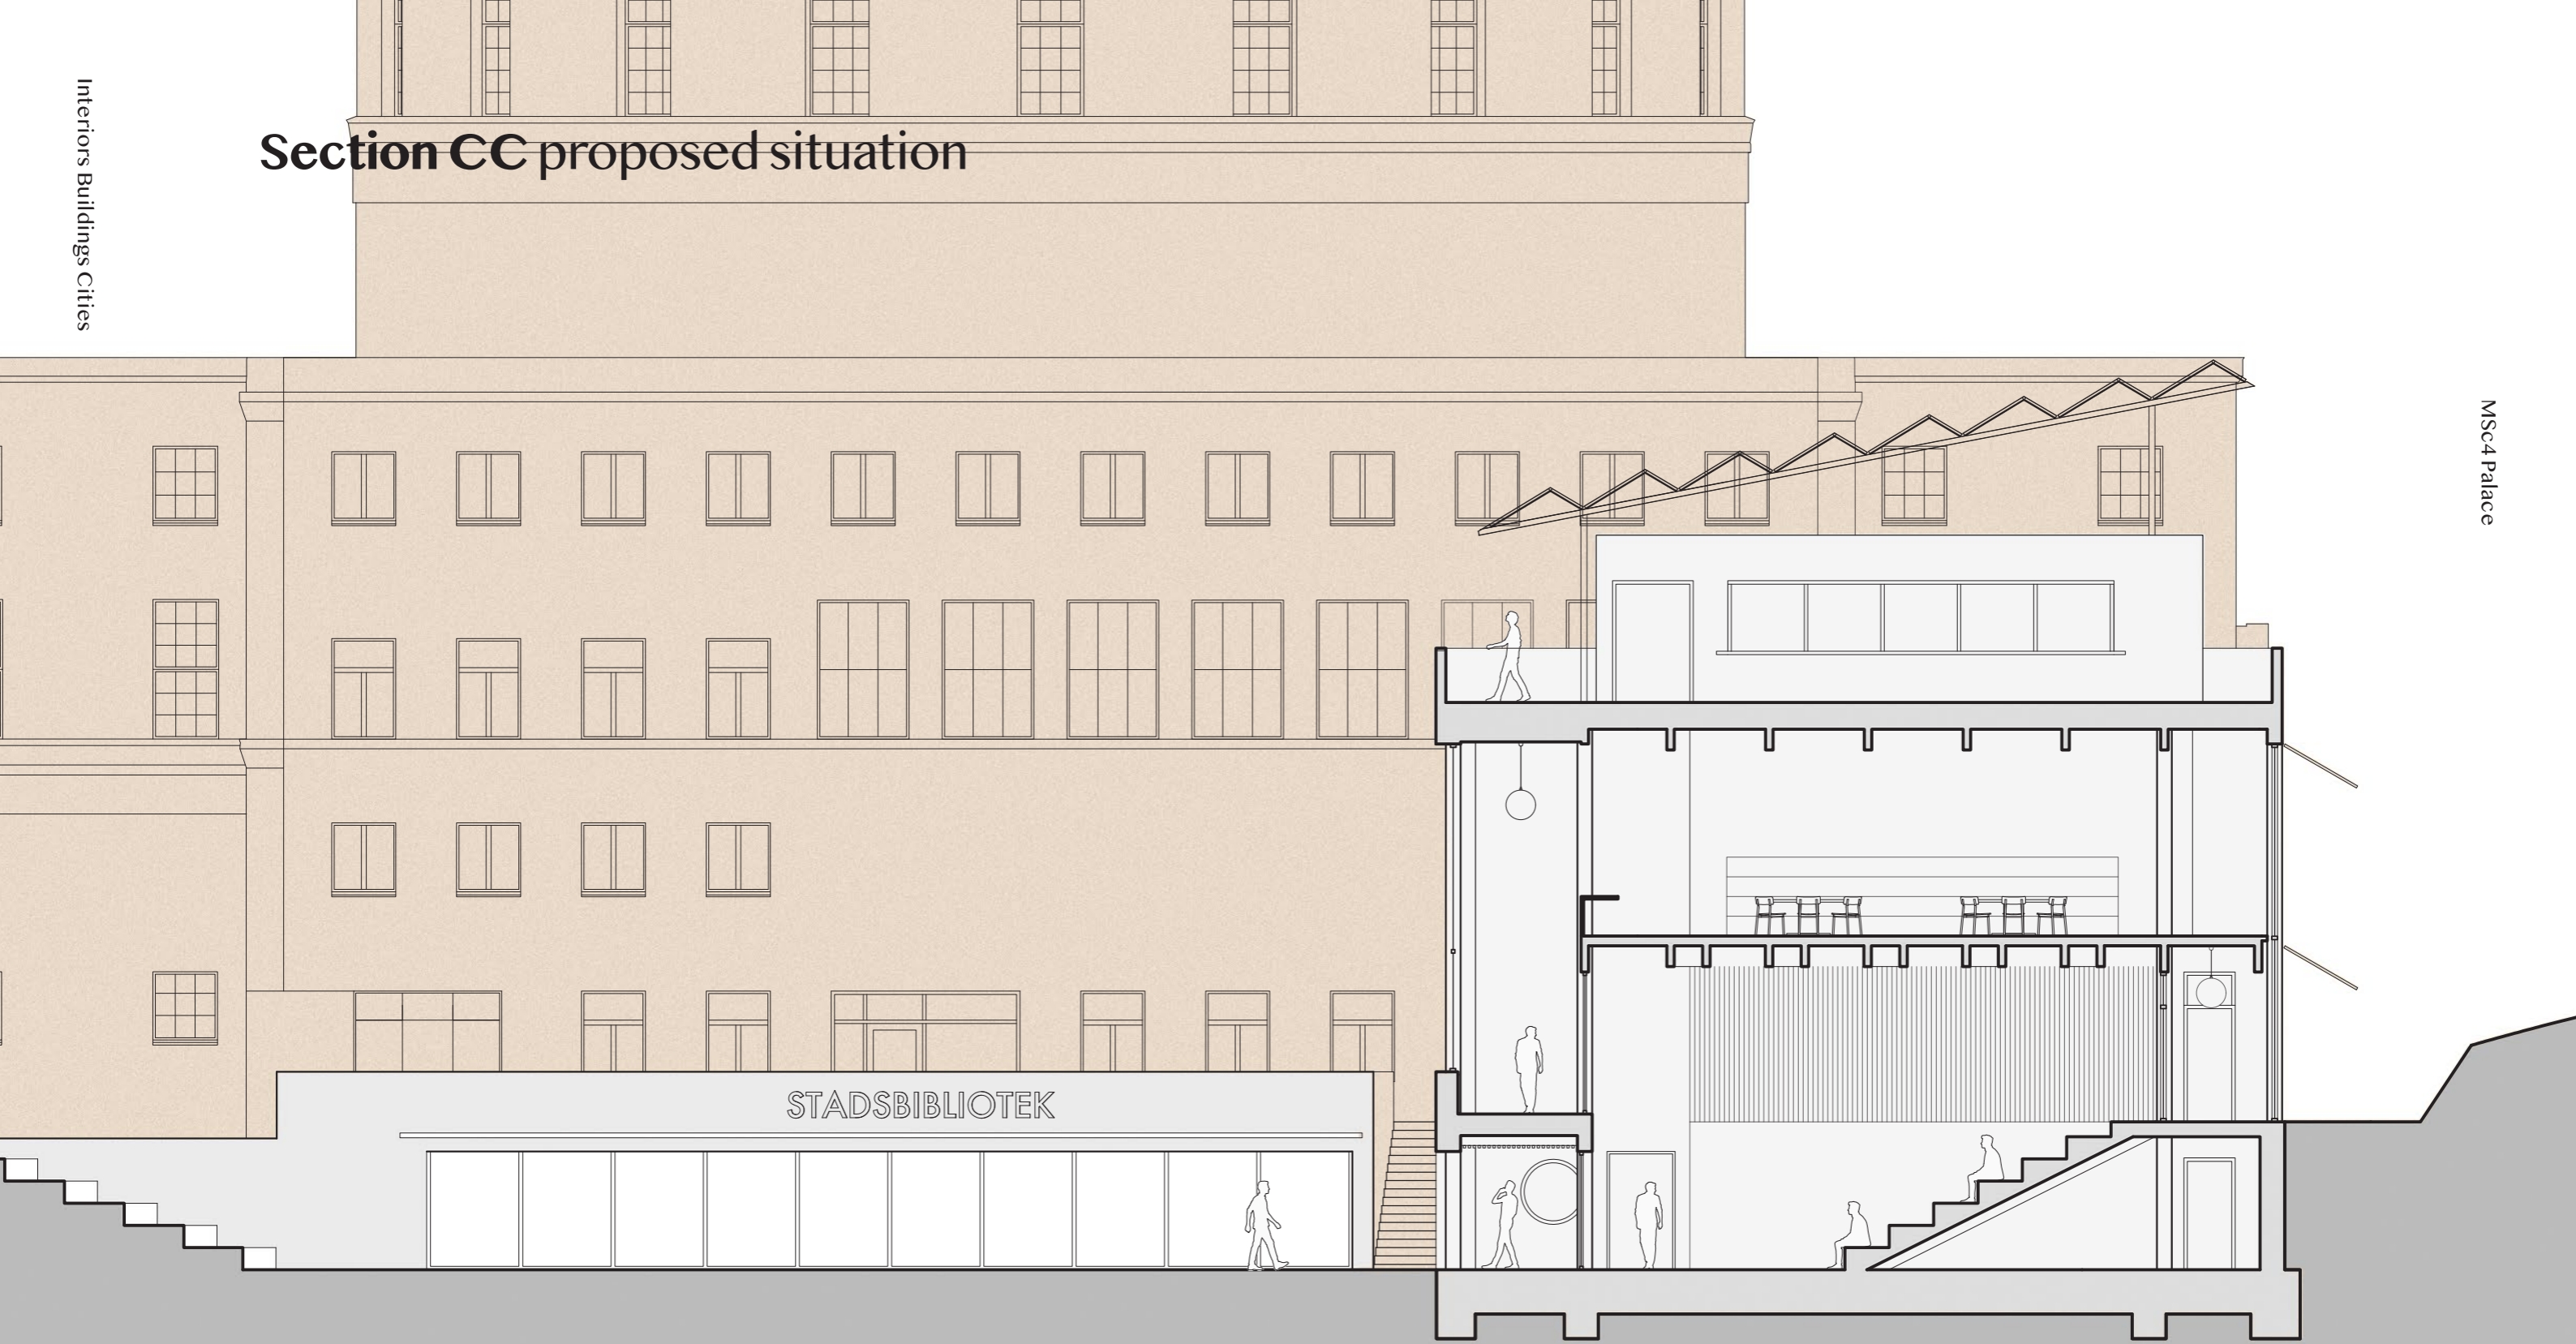 Interiors Buildings Cities
Section CC proposed situation
MSc4 Palace
STADSBIBLIOTEK